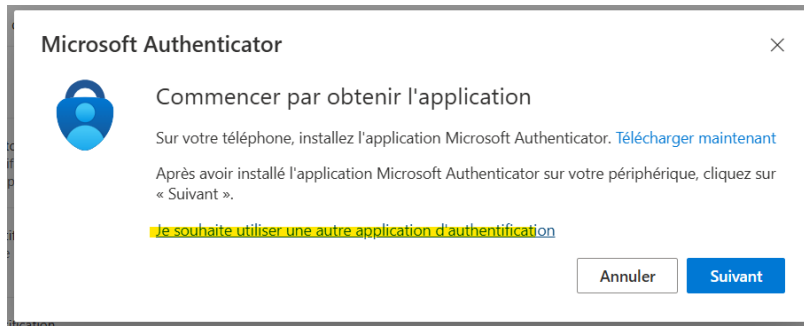 Microsoft Authenticator
Commencer par obtenir l'application
Sur votre téléphone, installez l'application Microsoft Authenticator. Télécharger maintenant
Après avoir installé l'application Microsoft Authenticator sur votre périphérique, cliquez sur
« Suivant ».
Je souhaite utiliser une autre application d'authentification
Annuler
Suivant